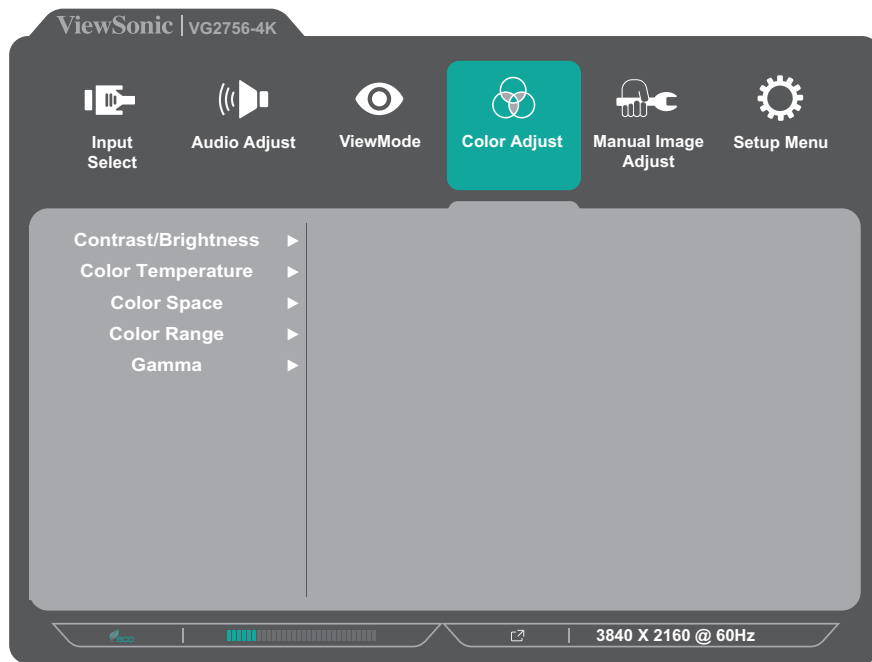 ViewSonic | VG2756-4K
Input Select
Audio Adjust
ViewMode
Color Adjust
Manual Image Adjust
Setup Menu
Contrast/Brightness
Color Temperature
Color Space
Color Range
Gamma
eco
3840 X 2160 @ 60Hz